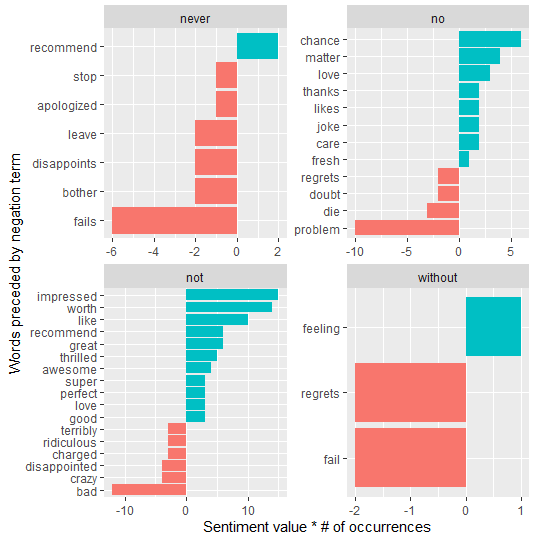 never
recommend
stop
apologized
leave
disappoints
bother
fails
-6
-4
-2
0
2
no
chance
matter
love
thanks
likes
joke
care
fresh
regrets
doubt
die
problem
-10
-5
0
5
not
impressed
worth
like
recommend
great
thrilled
awesome
super
perfect
love
good
terribly
ridiculous
charged
disappointed
crazy
bad
-10
0
10
without
feeling
regrets
fail
-2
-1
0
1
Words preceded by negation term
Sentiment value * # of occurrences